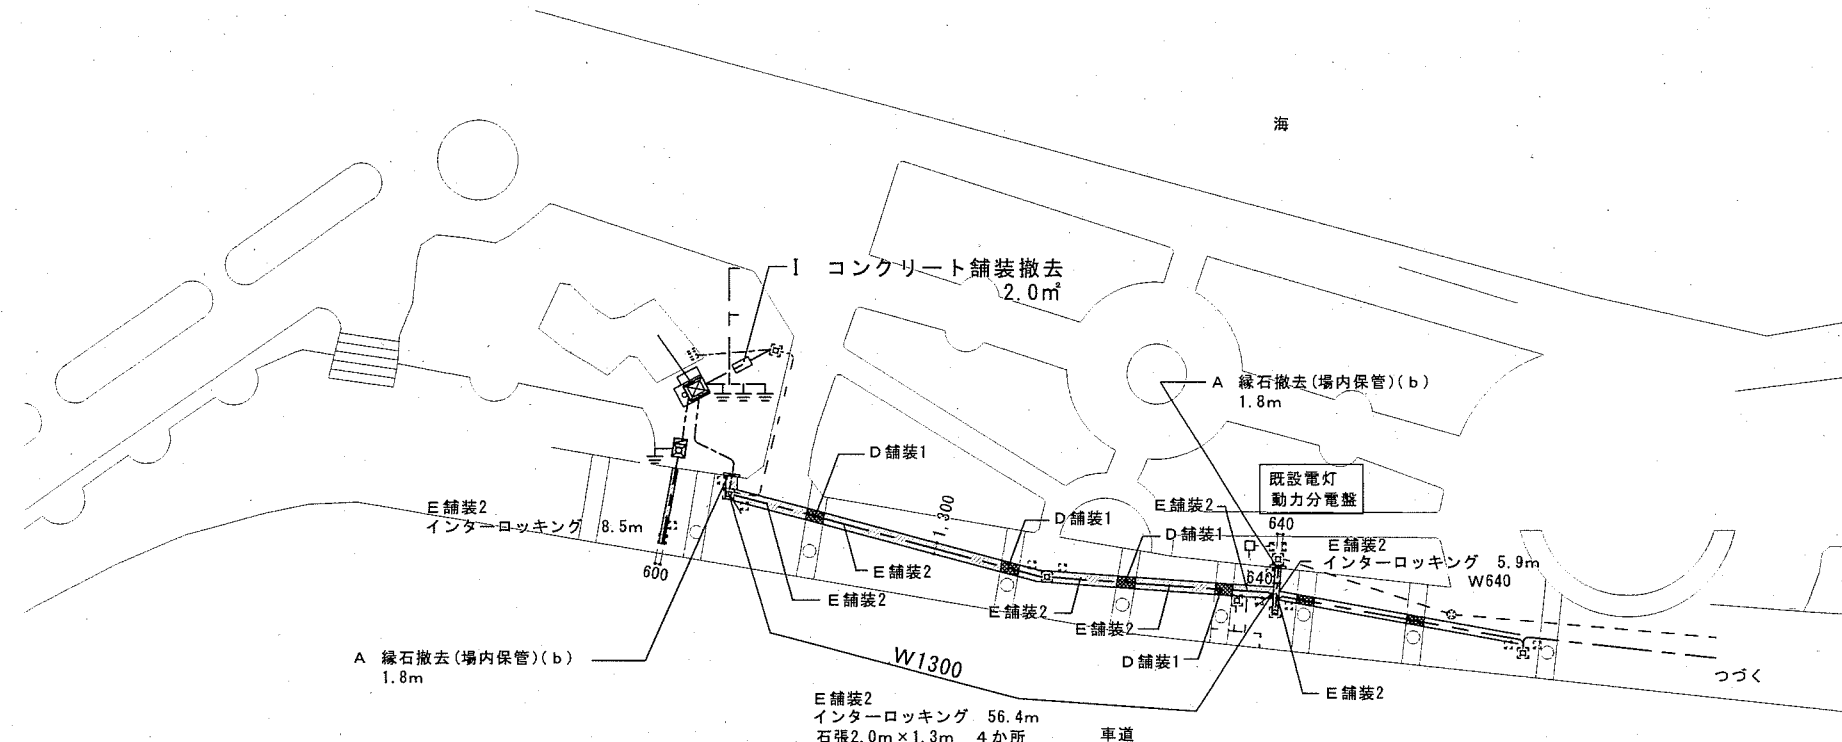 海
I コンクリート舗装撤去
2.0㎡
A 縁石撤去(場内保管)(b)
1.8m
D舗装1
既設電灯
動力分電盤
E舗装2
インターロッキング 8.5m
600
1,300
D舗装1
E舗装2
D舗装1
640
E舗装2
インターロッキング 5.9m
W640
640
E舗装2
E舗装2
E舗装2
E舗装2
D舗装1
E舗装2
A 縁石撤去(場内保管)(b)
1.8m
W1300
つづく
E舗装2
インターロッキング 56.4m
石張2.0m×1.3m 4か所
車道